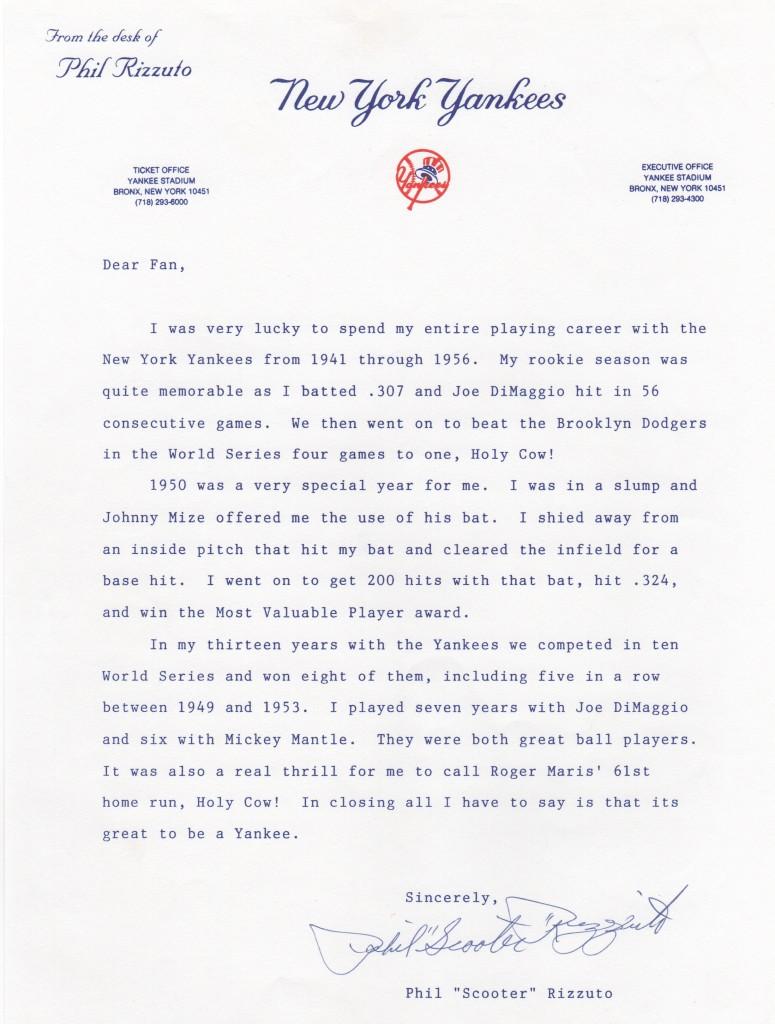 From the desk of
Phil Rizzuto
New York Yankees
TICKET OFFICE
YANKEE STADIUM
BRONX, NEW YORK 10451
(718) 293-6000
Yankees
EXECUTIVE OFFICE
YANKEE STADIUM
BRONX, NEW YORK 10451
(718) 293-4300
Dear Fan,
I was very lucky to spend my entire playing career with the
New York Yankees from 1941 through 1956. My rookie season was
quite memorable as I batted .307 and Joe DiMaggio hit in 56
consecutive games. We then went on to beat the Brooklyn Dodgers
in the World Series four games to one, Holy Cow!
1950 was a very special year for me. I was in a slump and
Johnny Mize offered me the use of his bat. I shied away from
an inside pitch that hit my bat and cleared the infield for a
base hit. I went on to get 200 hits with that bat, hit .324,
and win the Most Valuable Player award.
In my thirteen years with the Yankees we competed in ten
World Series and won eight of them, including five in a row
between 1949 and 1953. I played seven years with Joe DiMaggio
and six with Mickey Mantle. They were both great ball players.
It was also a real thrill for me to call Roger Maris' 61st
home run, Holy Cow! In closing all I have to say is that its
great to be a Yankee.
Sincerely,
Phil "Scooter" Rizzuto
Phil "Scooter" Rizzuto